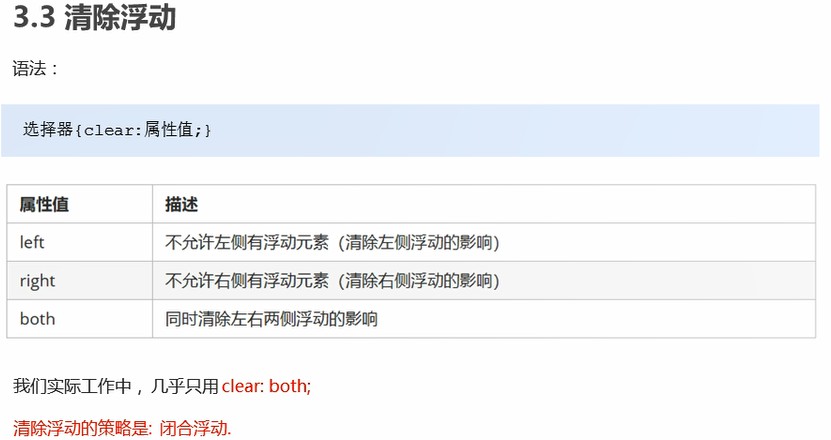 3.3 清除浮动
语法：
选择器{clear:属性值;}
属性值 描述
left 不允许左侧有浮动元素（清除左侧浮动的影响）
right 不允许右侧有浮动元素（清除右侧浮动的影响）
both 同时清除左右两侧浮动的影响
我们实际工作中，几乎只用 clear: both;
清除浮动的策略是: 闭合浮动.